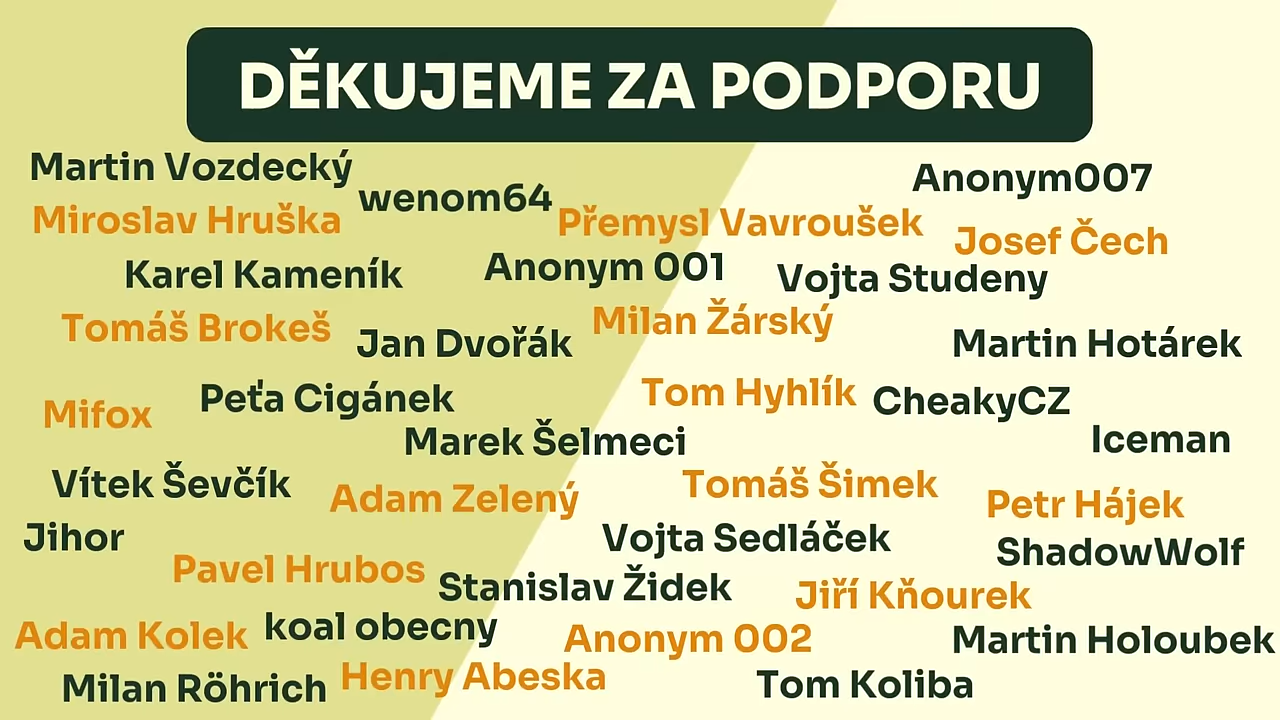 DĚKUJEME ZA PODPORU
Martin Vozdecký
wenom64
Anonym007
Miroslav Hruška
Přemysl Vavroušek
Josef Čech
Karel Kameník
Anonym 001
Vojta Studeny
Tomáš Brokeš
Jan Dvořák
Milan Žárský
Martin Hotárek
Mifox
Peťa Cigánek
Tom Hyhlík
CheakyCZ
Marek Šelmeci
Iceman
Vítek Ševčík
Adam Zelený
Tomáš Šimek
Petr Hájek
Jihor
Vojta Sedláček
ShadowWolf
Pavel Hrubos
Stanislav Židek
Jiří Kňourek
Adam Kolek
koal obecny
Anonym 002
Martin Holoubek
Milan Röhrich
Henry Abeska
Tom Koliba